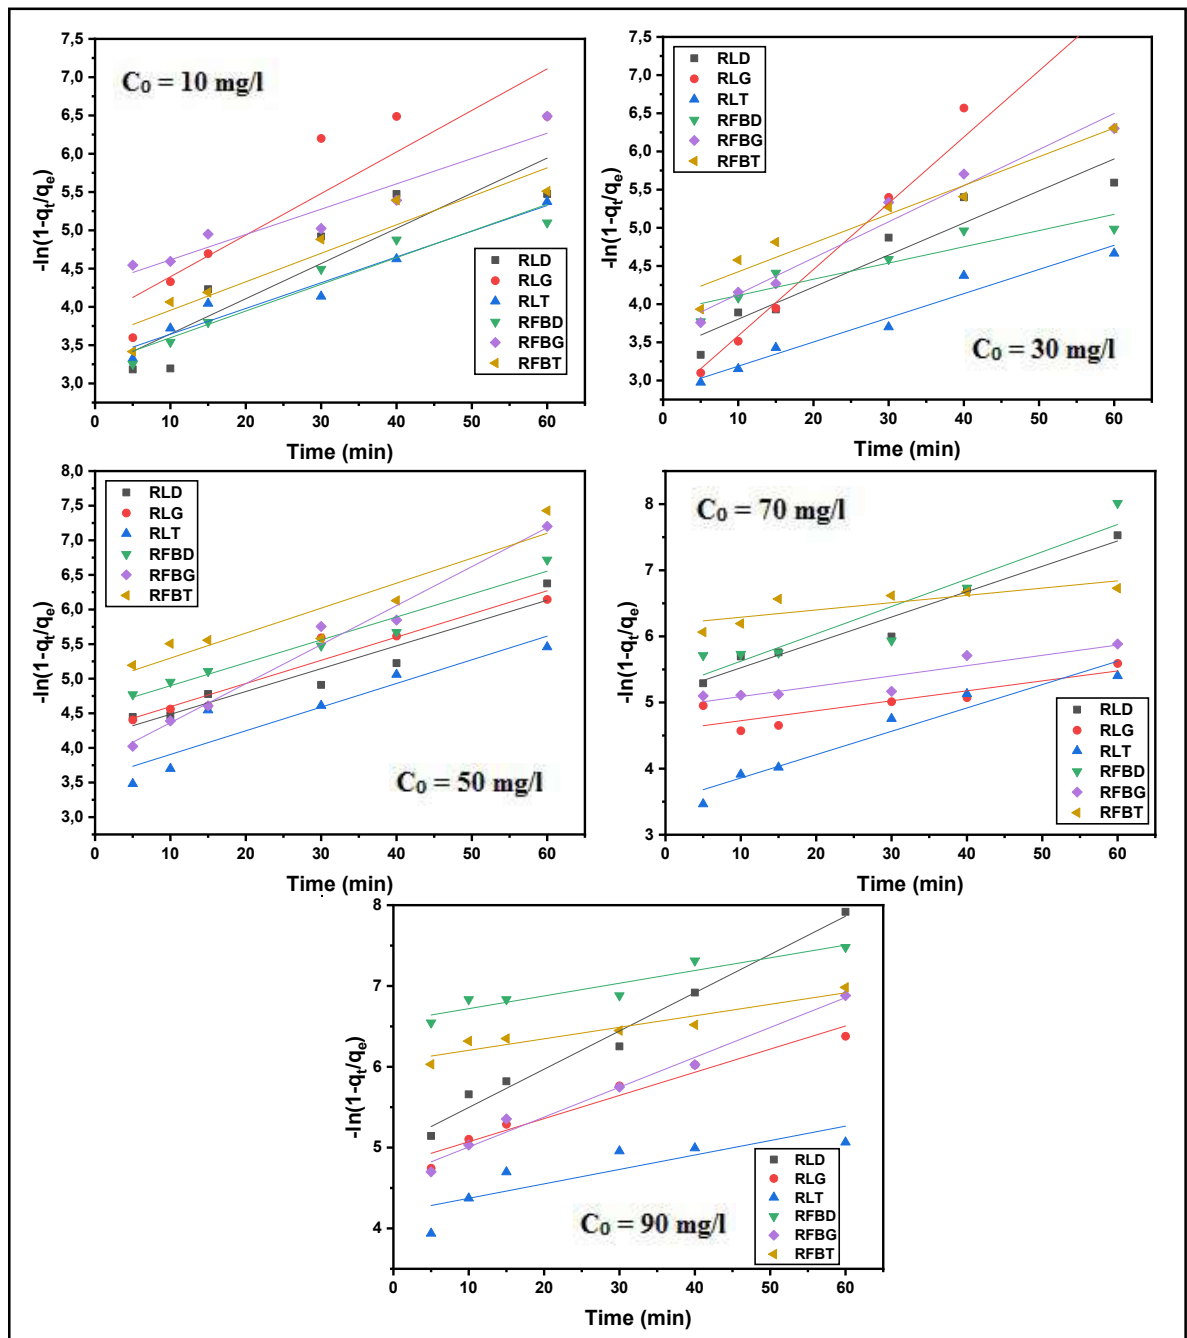 7,5
7,0
6,5
6,0
5,5
5,0
4,5
4,0
3,5
3,0
-ln(1-qt/qe)
C0 = 10 mg/l
RLD
RLG
RLT
RFBD
RFBG
RFBT
0 10 20 30 40 50 60
Time (min)
7,5
7,0
6,5
6,0
5,5
5,0
4,5
4,0
3,5
3,0
-ln(1-qt/qe)
RLD
RLG
RLT
RFBD
RFBG
RFBT
C0 = 30 mg/l
0 10 20 30 40 50 60
Time (min)
8,0
7,5
7,0
6,5
6,0
5,5
5,0
4,5
4,0
3,5
3,0
-ln(1-qt/qe)
RLD
RLG
RLT
RFBD
RFBG
RFBT
C0 = 50 mg/l
0 10 20 30 40 50 60
Time (min)
8
7
6
5
4
3
-ln(1-qt/qe)
C0 = 70 mg/l
RLD
RLG
RLT
RFBD
RFBG
RFBT
0 10 20 30 40 50 60
Time (min)
8
7
6
5
4
-ln(1-qt/qe)
RLD
RLG
RLT
RFBD
RFBG
RFBT
C0 = 90 mg/l
0 10 20 30 40 50 60
Time (min)